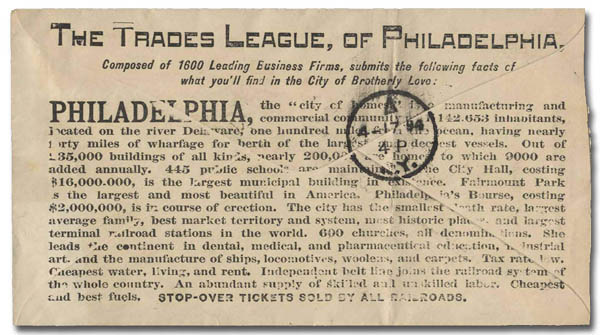 THE TRADES LEAGUE, OF PHILADELPHIA,
Composed of 1600 Leading Business Firms, submits the following facts of
what you'll find in the City of Brotherly Love:
PHILADELPHIA, the "city of homes" manufacturing and
commercial community 142.653 inhabitants,
located on the river Delaware, one hundred miles ocean, having nearly
forty miles of wharfage for berth of the largest vessels. Out of
235,000 buildings of all kinds, nearly 200,0 are homes, to which 9000 are
added annually. 445 public schools are maintained. The City Hall, costing
$16,000.000, is the largest municipal building in existence. Fairmount Park
is the largest and most beautiful in America. Philadelphia's Bourse, costing
$2,000,000, is in course of erection. The city has the smallest death rate, largest
average family, best market territory and system, most historic places and largest
terminal railroad stations in the world. 600 churches, all denominations. She
leads the continent in dental, medical, and pharmaceutical education, industrial
art. and the manufacture of ships, locomotives, woolens, and carpets. Tax rate low.
Cheapest water, living, and rent. Independent belt line joins the railroad system of
the whole country. An abundant supply of skilled and unskilled labor. Cheapest
and best fuels. STOP-OVER TICKETS SOLD BY ALL RAILROADS.
A
4-17 94
4 P
N.Y.